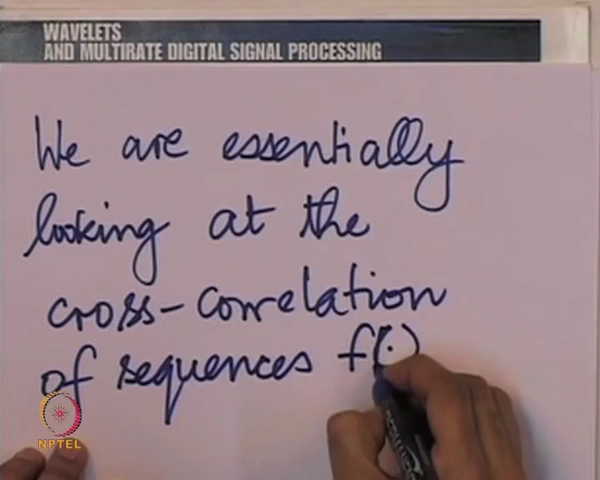 WAVELETS
AND MULTIRATE DIGITAL SIGNAL PROCESSING
We are essentially
looking at the
cross-correlation
of sequences f(.)
NPTEL